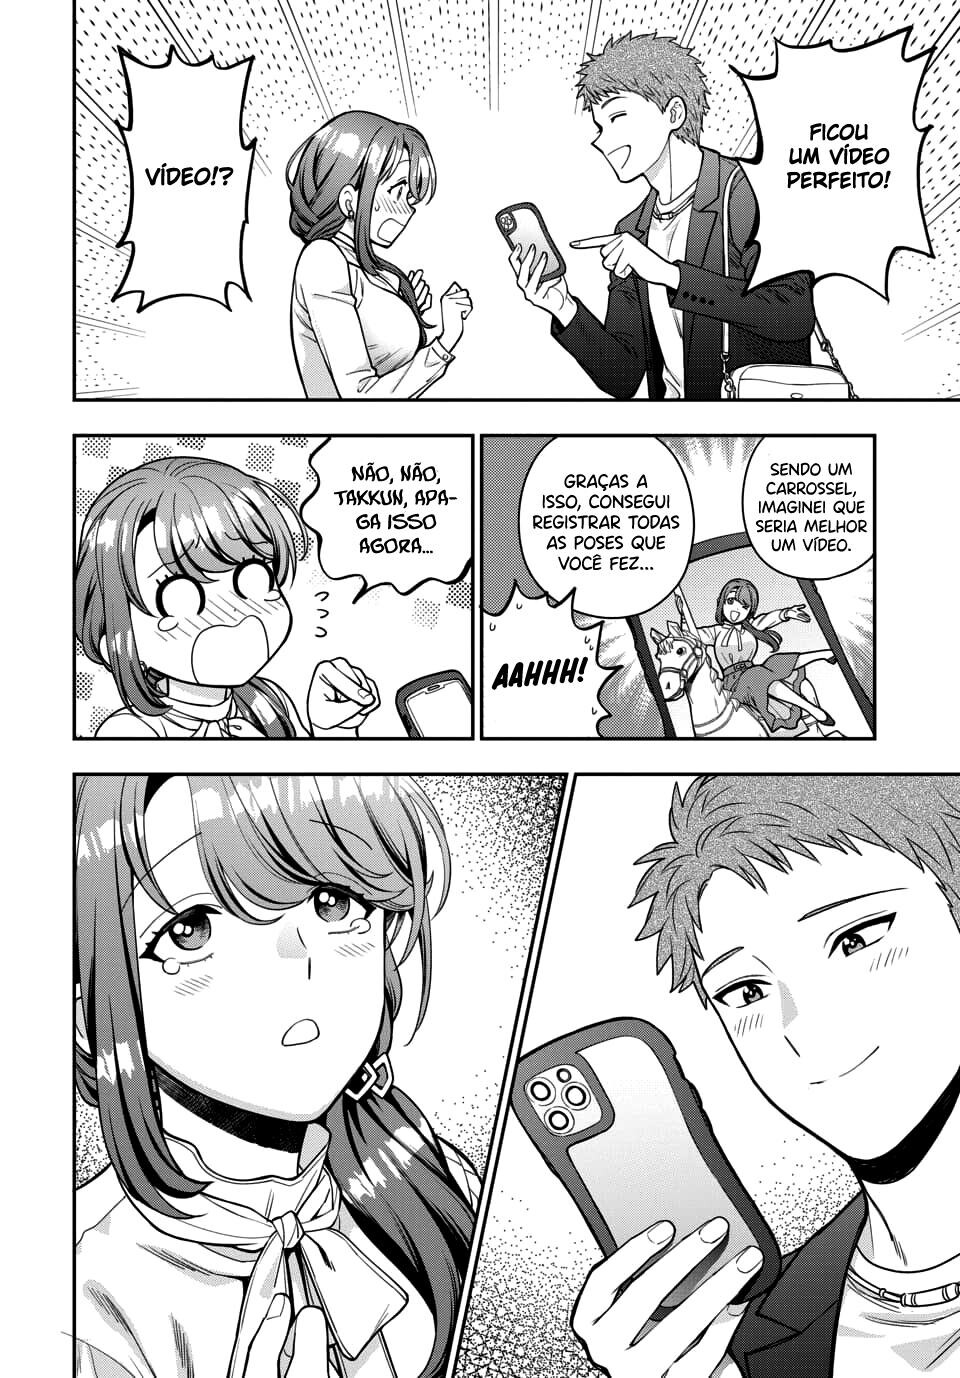 FICOU
UM VÍDEO
PERFEITO!
VÍDEO!?
SENDO UM
CARROSSEL,
IMAGINEI QUE
SERIA MELHOR
UM VÍDEO.
GRAÇAS A
ISSO, CONSEGUI
REGISTRAR TODAS
AS POSES QUE
VOCÊ FEZ...
AAHHH!
NÃO, NÃO,
TAKKUN, APA-
GA ISSO
AGORA...